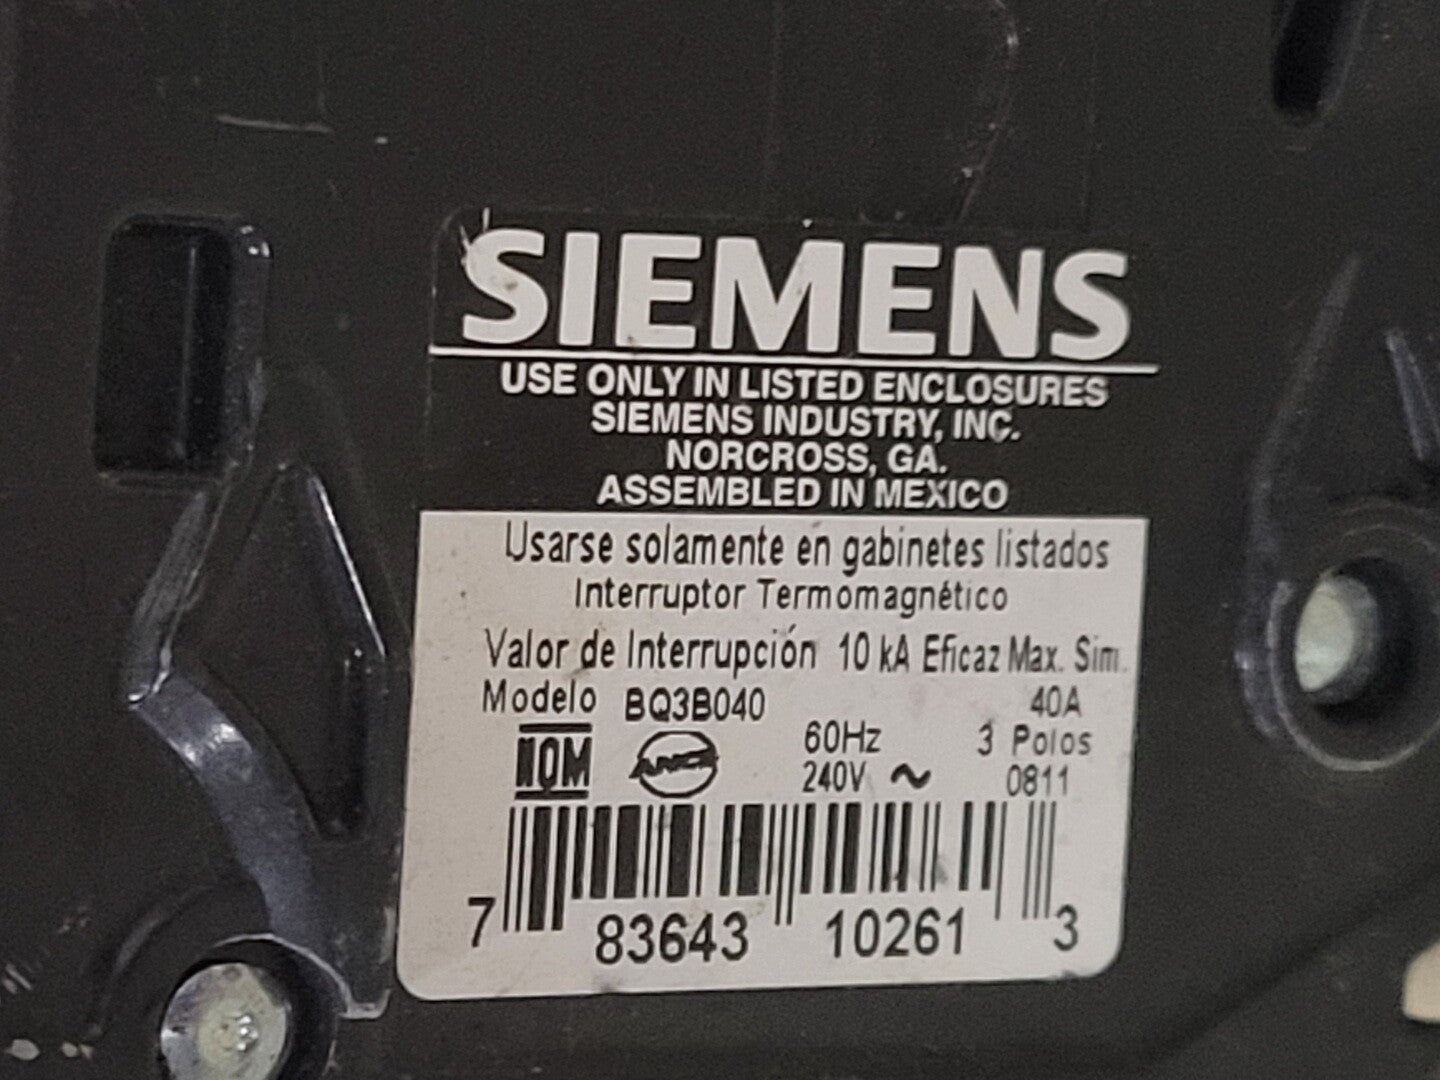 SIEMENS
USE ONLY IN LISTED ENCLOSURES
SIEMENS INDUSTRY, INC.
NORCROSS, GA.
ASSEMBLED IN MEXICO
Usarse solamente en gabinetes listados
Interruptor Termomagnético
Valor de Interrupción 10 kA Eficaz Max. Sim.
Modelo BQ3B040 40A
NOM ANCE 60Hz 3 Polos
240V ~ 0811
7 83643 10261 3